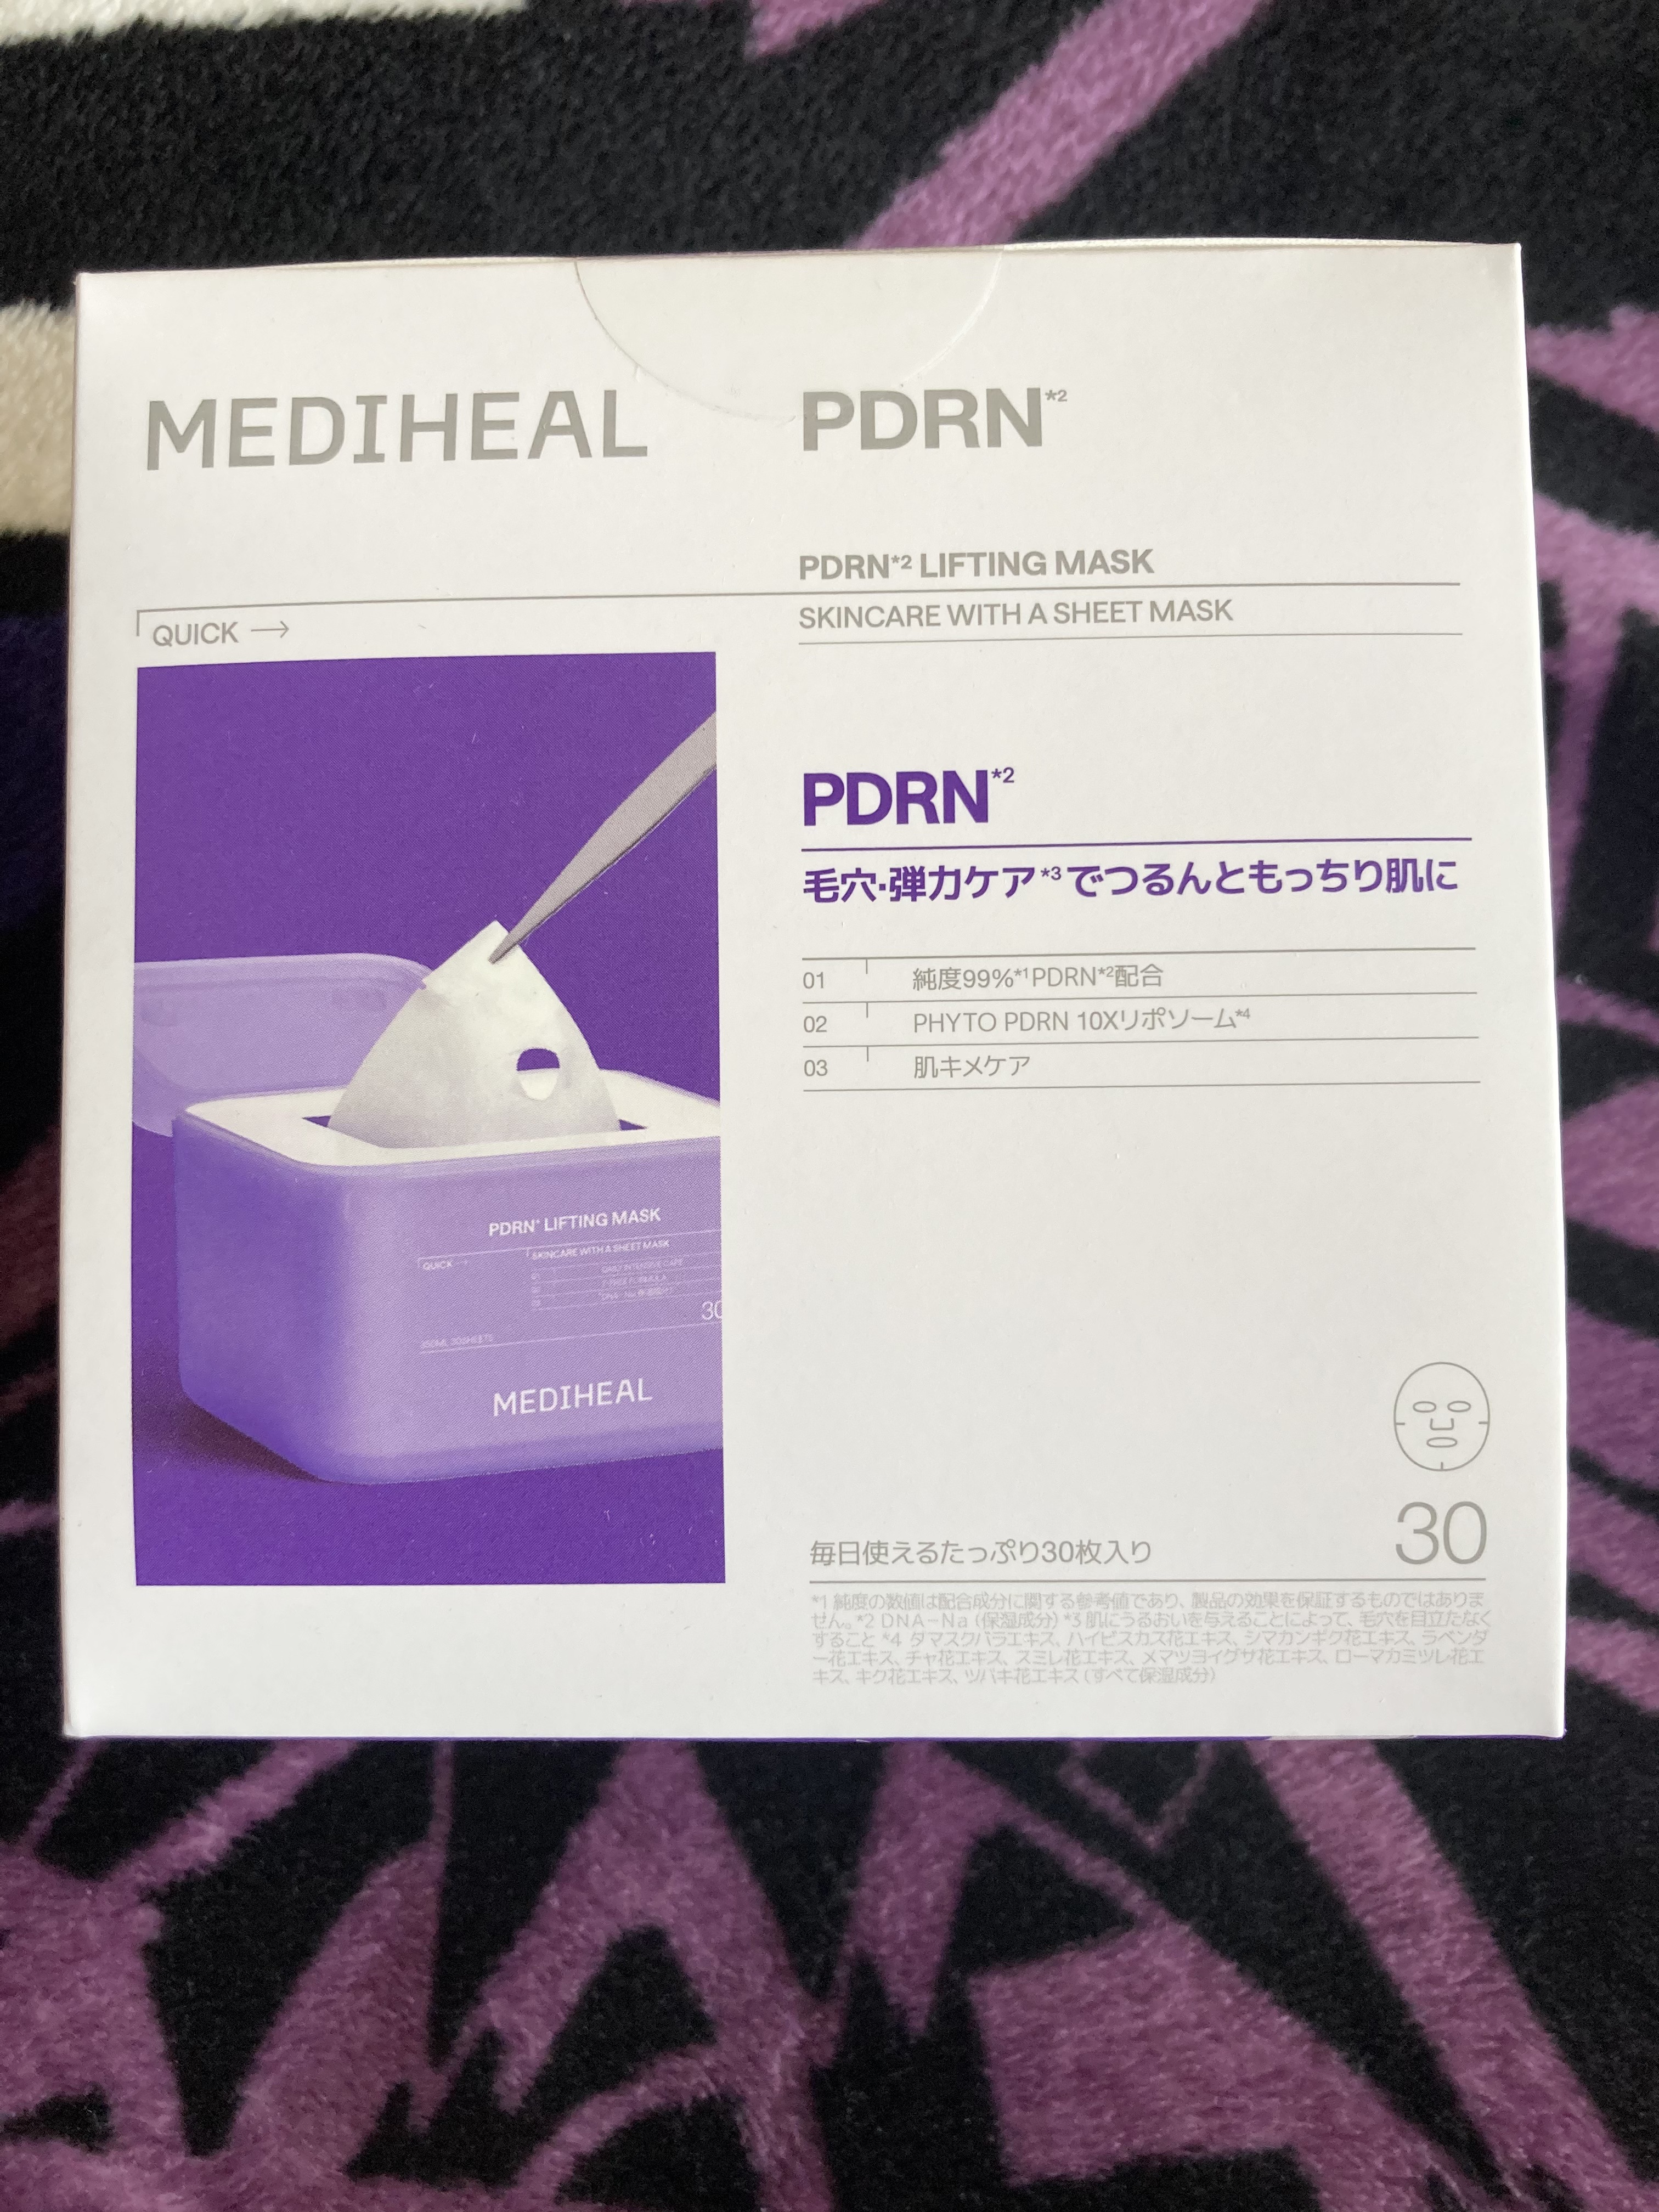 MEDIHEAL
PDRN*2
PDRN*2 LIFTING MASK
QUICK →
SKINCARE WITH A SHEET MASK
PDRN*2
毛穴・弾力ケア*3でつるんともっちり肌に
01 純度99%*1PDRN*2配合
02 PHYTO PDRN 10Xリポソーム*4
03 肌キメケア
PDRN* LIFTING MASK
SKINCARE WITH A SHEET MASK
QUICK →
DAILY INTENSIVE CARE
30
MEDIHEAL
30
毎日使えるたっぷり30枚入り
*1 純度の数値は配合成分に関する参考値であり、製品の効果を保証するものではありま
せん。*2 DNA-Na (保湿成分) *3 肌にうるおいを与えることによって、毛穴を目立たなく
すること *4 ダマスクバラエキス、ハイビスカス花エキス、シマカンギク花エキス、ラベンダ
ー花エキス、チャ花エキス、スミレ花エキス、メマツヨイグサ花エキス、ローマカミツレ花エ
キス、キク花エキス、ツバキ花エキス (すべて保湿成分)